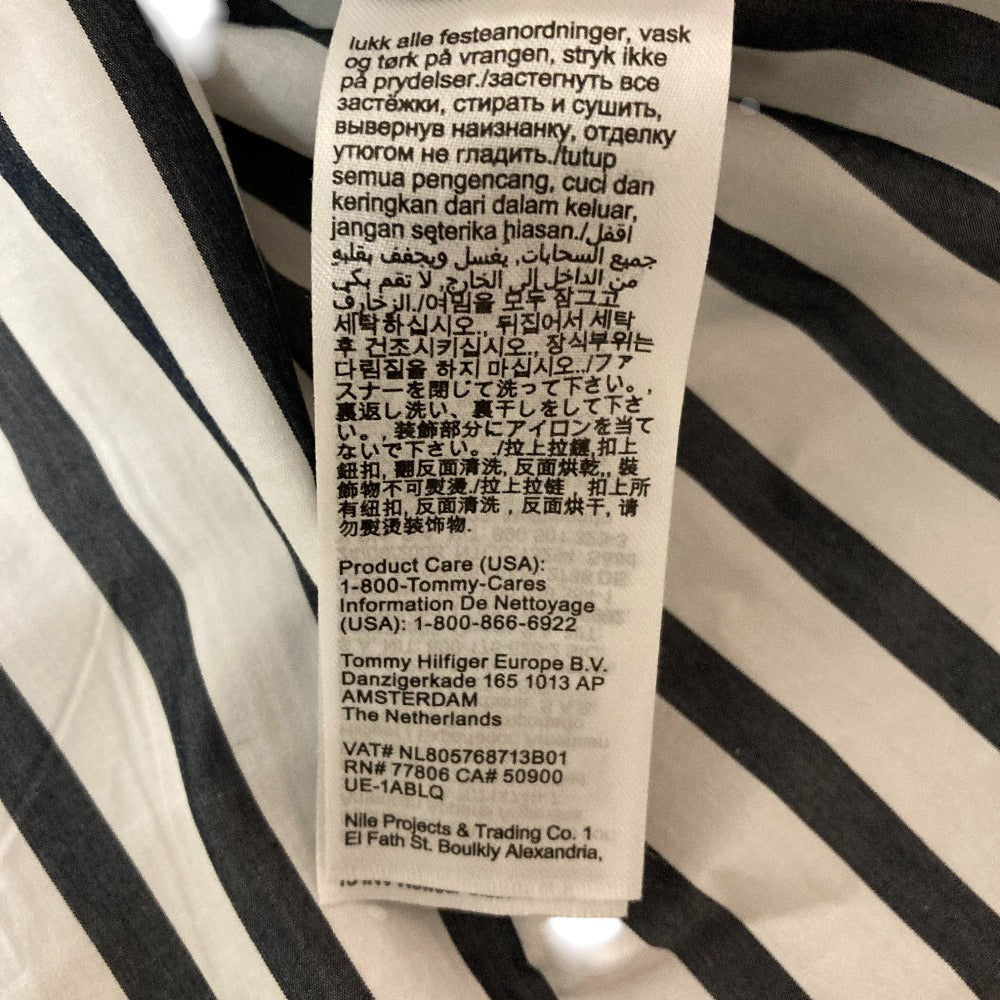 lukk alle festeanordninger, vask
og tørk på vrangen, stryk ikke
på prydelser./застегнуть все
застёжки, стирать и сушить,
вывернув наизнанку, отделку
утюгом не гладить./tutup
semua pengencang, cuci dan
keringkan dari dalam keluar,
jangan seterika hiasan./أقفل
جميع السحابات, يغسل ويجفف بقلبه
من الداخل إلى الخارج, لا تقم بكي
الزخارف./여밈을 모두 잠그고
세탁하십시오., 뒤집어서 세탁
후 건조시키십시오., 장식부위는
다림질을 하지 마십시오../ファ
スナーを閉じて洗って下さい。,
裏返し洗い、裏干しをして下さ
い。, 装飾部分にアイロンを当て
ないで下さい。./拉上拉鏈,扣上
鈕扣, 翻反面清洗, 反面烘乾,, 裝
飾物不可熨燙./拉上拉链 , 扣上所
有纽扣, 反面清洗 , 反面烘干, 请
勿熨烫装饰物.
Product Care (USA):
1-800-Tommy-Cares
Information De Nettoyage
(USA): 1-800-866-6922
Tommy Hilfiger Europe B.V.
Danzigerkade 165 1013 AP
AMSTERDAM
The Netherlands
VAT# NL805768713B01
RN# 77806 CA# 50900
UE-1ABLQ
Nile Projects & Trading Co. 1
El Fath St. Boulkly Alexandria,